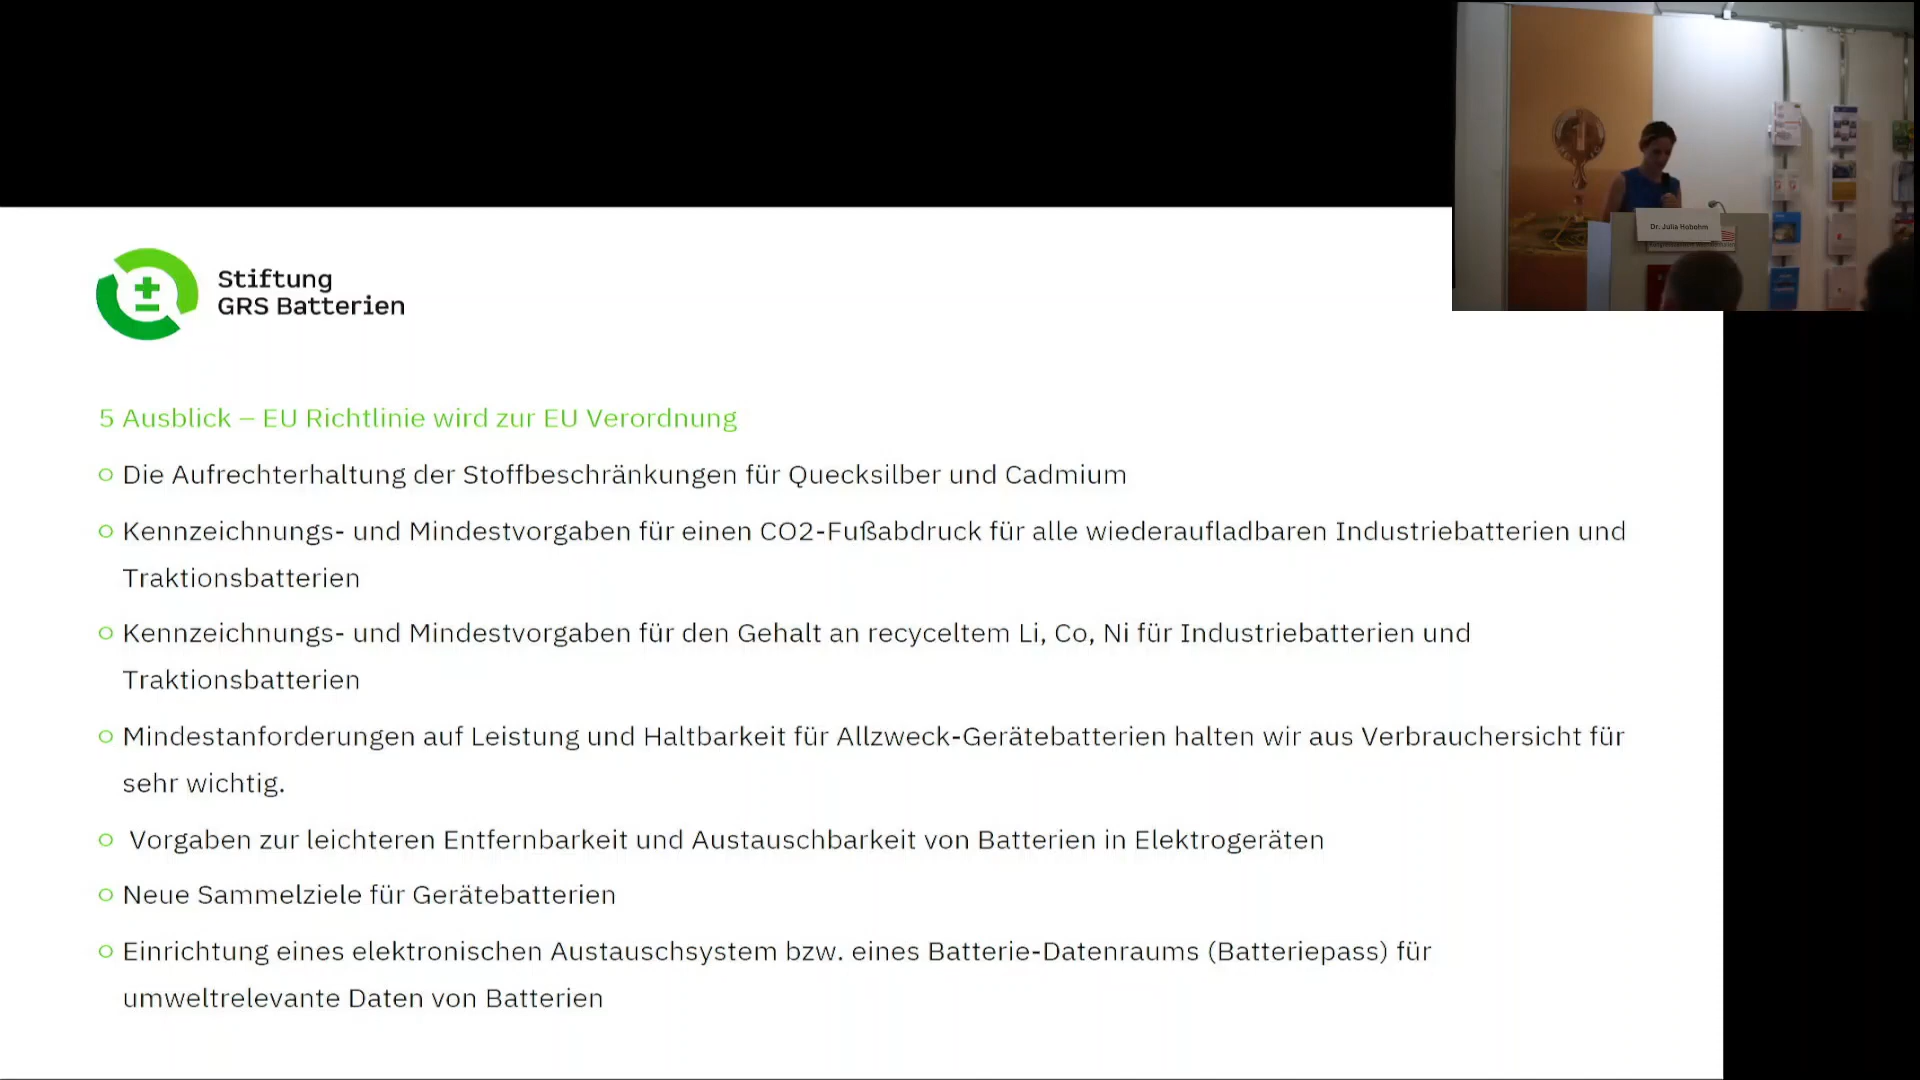 Dr. Julia Hobohm
Stiftung
GRS Batterien
5 Ausblick – EU Richtlinie wird zur EU Verordnung
Die Aufrechterhaltung der Stoffbeschränkungen für Quecksilber und Cadmium
Kennzeichnungs- und Mindestvorgaben für einen CO2-Fußabdruck für alle wiederaufladbaren Industriebatterien und
Traktionsbatterien
Kennzeichnungs- und Mindestvorgaben für den Gehalt an recyceltem Li, Co, Ni für Industriebatterien und
Traktionsbatterien
Mindestanforderungen auf Leistung und Haltbarkeit für Allzweck-Gerätebatterien halten wir aus Verbrauchersicht für
sehr wichtig.
Vorgaben zur leichteren Entfernbarkeit und Austauschbarkeit von Batterien in Elektrogeräten
Neue Sammelziele für Gerätebatterien
Einrichtung eines elektronischen Austauschsystem bzw. eines Batterie-Datenraums (Batteriepass) für
umweltrelevante Daten von Batterien